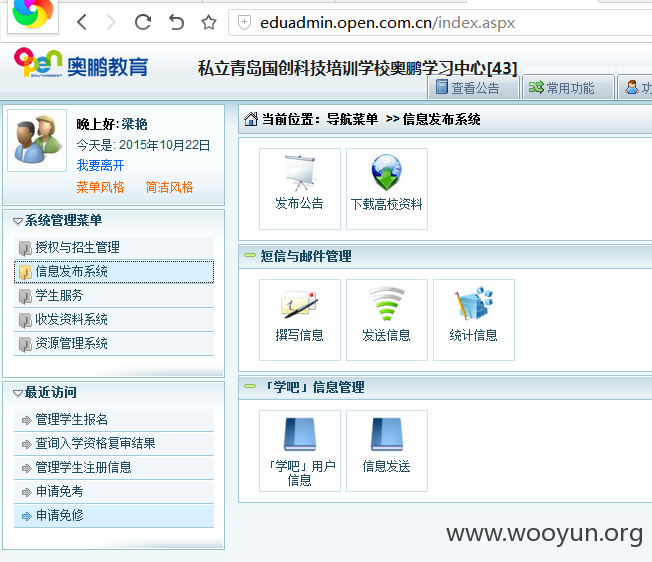 eduadmin.open.com.cn/index.aspx
open 奥鹏教育
私立青岛国创科技培训学校奥鹏学习中心[43]
查看公告 常用功能 功
晚上好:梁艳
今天是: 2015年10月22日
我要离开
菜单风格 简洁风格
系统管理菜单
授权与招生管理
信息发布系统
学生服务
收发资料系统
资源管理系统
最近访问
管理学生报名
查询入学资格复审结果
管理学生注册信息
申请免考
申请免修
当前位置：导航菜单 >> 信息发布系统
发布公告 下载高校资料
短信与邮件管理
撰写信息 发送信息 统计信息
「学吧」信息管理
「学吧」用户
信息
信息发送
www.wooyun.org